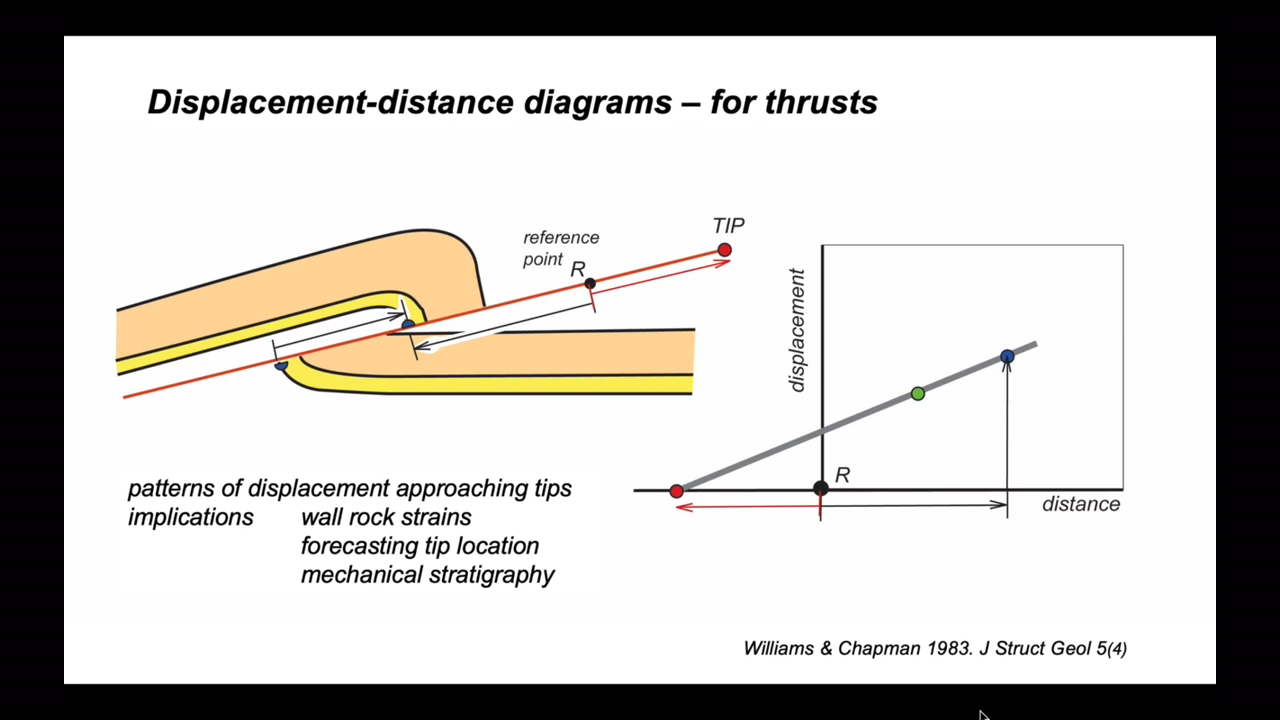 Displacement-distance diagrams – for thrusts
reference
point
R
TIP
displacement
R
distance
patterns of displacement approaching tips
implications wall rock strains
forecasting tip location
mechanical stratigraphy
Williams & Chapman 1983. J Struct Geol 5(4)